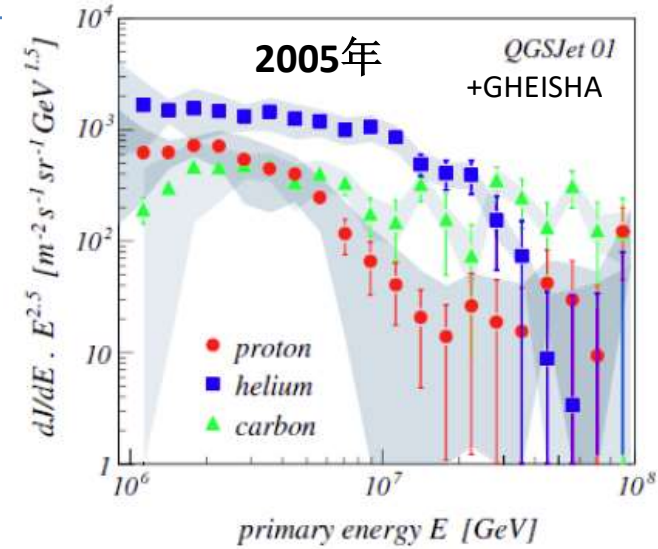 2005年
QGSJet 01
+GHEISHA
dJ/dE . E^2.5 [m^-2 s^-1 sr^-1 GeV^1.5]
10^4
10^3
10^2
10
1
proton
helium
carbon
10^6
10^7
10^8
primary energy E [GeV]